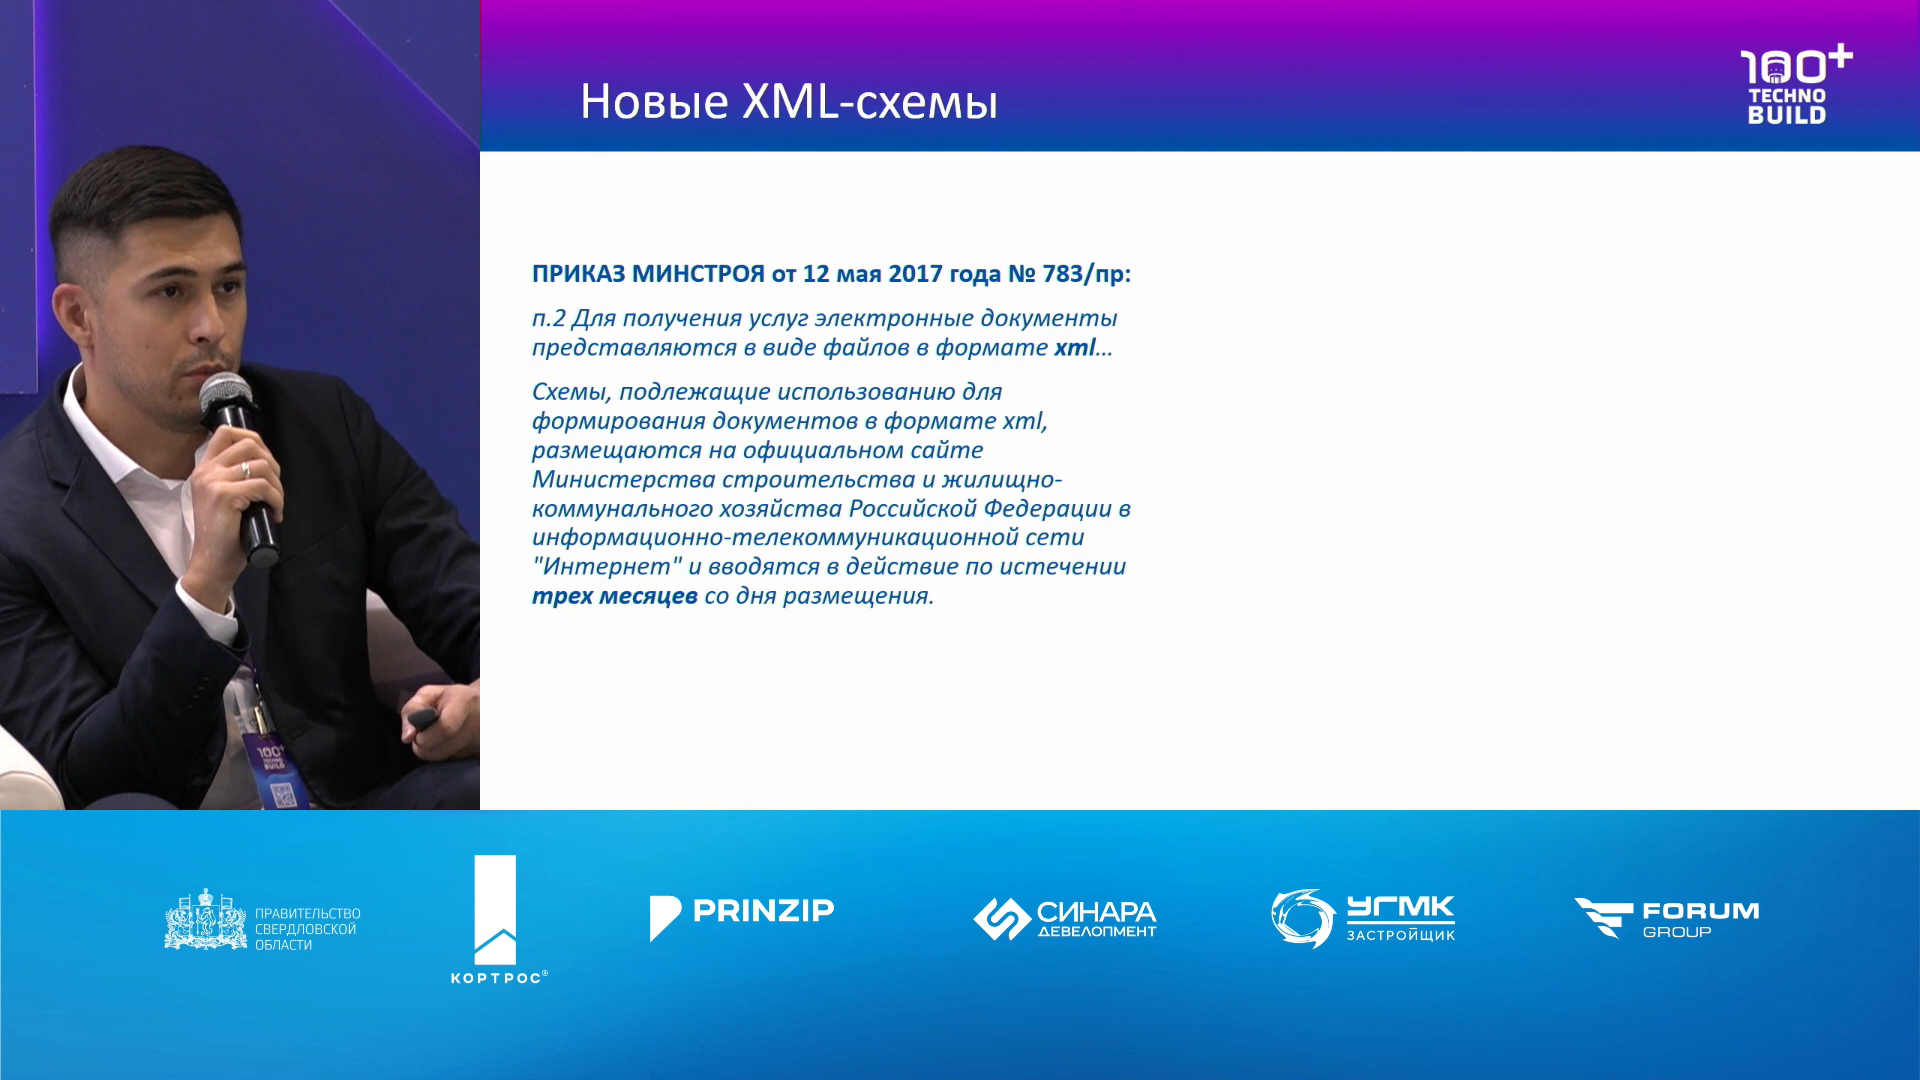 Новые XML-схемы
100+
TECHNO
BUILD
ПРИКАЗ МИНСТРОЯ от 12 мая 2017 года № 783/пр:
п.2 Для получения услуг электронные документы
представляются в виде файлов в формате xml...
Схемы, подлежащие использованию для
формирования документов в формате xml,
размещаются на официальном сайте
Министерства строительства и жилищно-
коммунального хозяйства Российской Федерации в
информационно-телекоммуникационной сети
"Интернет" и вводятся в действие по истечении
трех месяцев со дня размещения.
100+
TECHNO
BUILD
ПРАВИТЕЛЬСТВО
СВЕРДЛОВСКОЙ
ОБЛАСТИ
КОРТРОС®
PRINZIP
СИНАРА
ДЕВЕЛОПМЕНТ
УГМК
ЗАСТРОЙЩИК
FORUM
GROUP